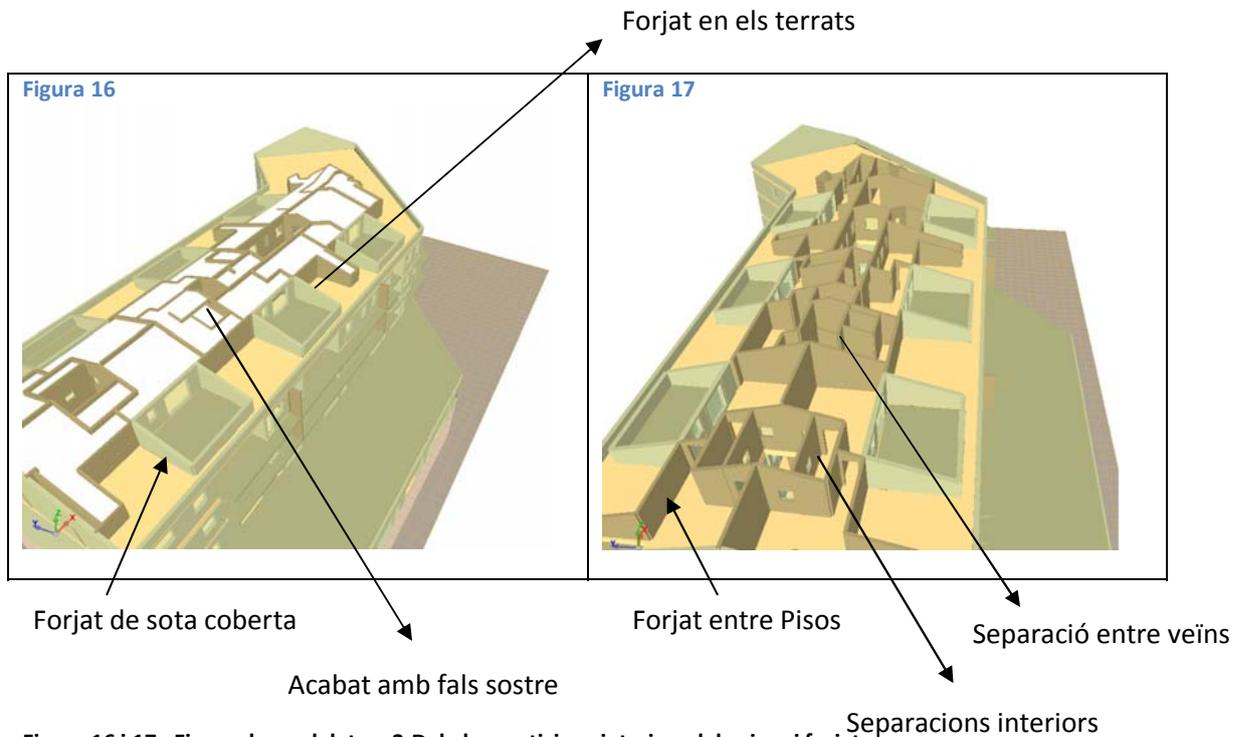 Forjat en els terrats
Figura 16
Figura 17
Forjat de sota coberta
Forjat entre Pisos
Separació entre veïns
Acabat amb fals sostre
Separacions interiors